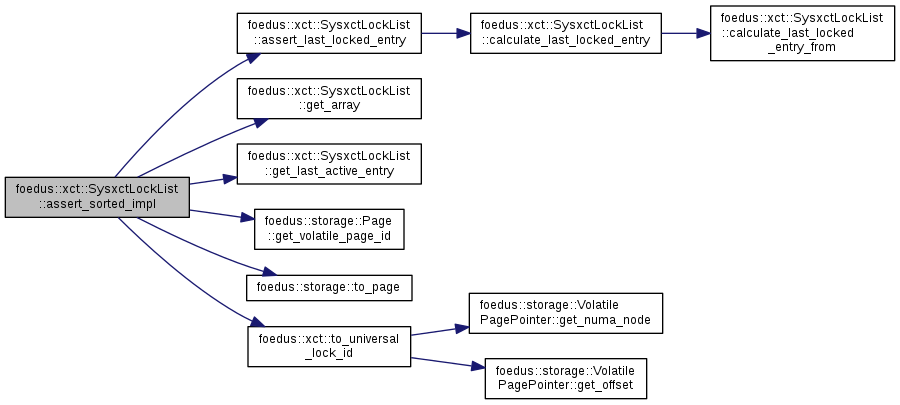 foedus::xct::SysxctLockList
::assert_sorted_impl
foedus::xct::SysxctLockList
::assert_last_locked_entry
foedus::xct::SysxctLockList
::calculate_last_locked_entry
foedus::xct::SysxctLockList
::calculate_last_locked
_entry_from
foedus::xct::SysxctLockList
::get_array
foedus::xct::SysxctLockList
::get_last_active_entry
foedus::storage::Page
::get_volatile_page_id
foedus::storage::to_page
foedus::xct::to_universal
_lock_id
foedus::storage::Volatile
PagePointer::get_numa_node
foedus::storage::Volatile
PagePointer::get_offset